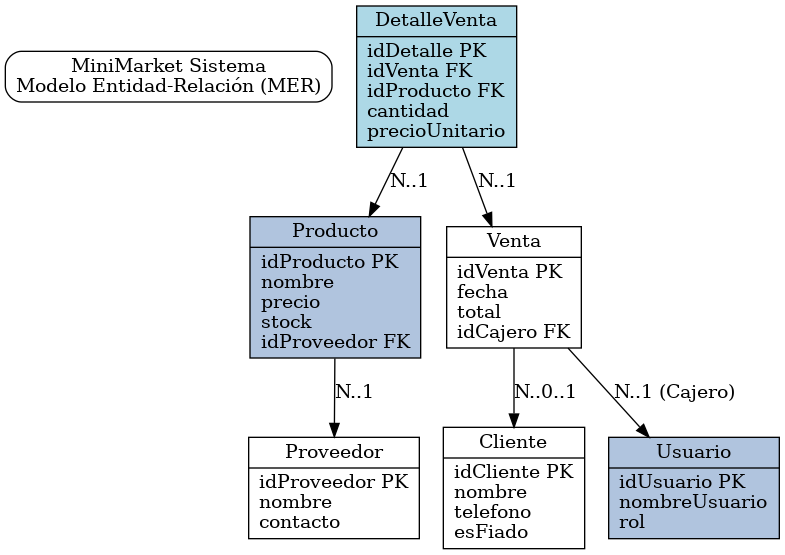 MiniMarket Sistema
Modelo Entidad-Relación (MER)
DetalleVenta
idDetalle PK
idVenta FK
idProducto FK
cantidad
precioUnitario
N..1
N..1
Producto
idProducto PK
nombre
precio
stock
idProveedor FK
Venta
idVenta PK
fecha
total
idCajero FK
N..1
N..0..1
N..1 (Cajero)
Proveedor
idProveedor PK
nombre
contacto
Cliente
idCliente PK
nombre
telefono
esFiado
Usuario
idUsuario PK
nombreUsuario
rol